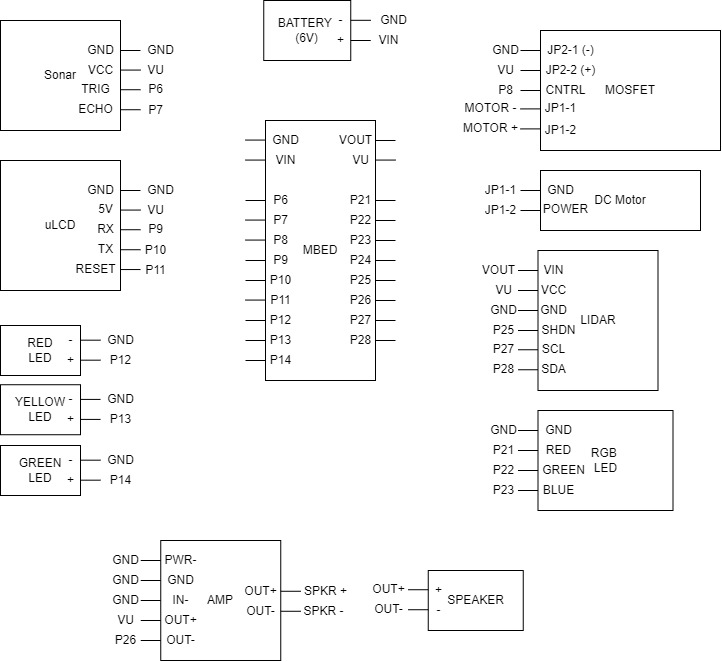 BATTERY - GND
(6V) + VIN
GND GND
Sonar
VCC VU
TRIG P6
ECHO P7
GND JP2-1 (-)
VU JP2-2 (+)
P8 CNTRL MOSFET
MOTOR - JP1-1
MOTOR + JP1-2
GND VOUT
VIN VU
P6 P21
P7 P22
P8 P23
MBED
P9 P24
P10 P25
P11 P26
P12 P27
P13 P28
P14
GND GND
5V VU
uLCD
RX P9
TX P10
RESET P11
JP1-1 GND
DC Motor
JP1-2 POWER
VOUT VIN
VU VCC
GND GND
LIDAR
P25 SHDN
P27 SCL
P28 SDA
RED - GND
LED + P12
YELLOW - GND
LED + P13
GREEN - GND
LED + P14
GND GND
P21 RED RGB
P22 GREEN LED
P23 BLUE
GND PWR-
GND GND
GND IN- AMP
VU OUT+
P26 OUT-
OUT+ SPKR +
OUT- SPKR -
OUT+ +
SPEAKER
OUT- -